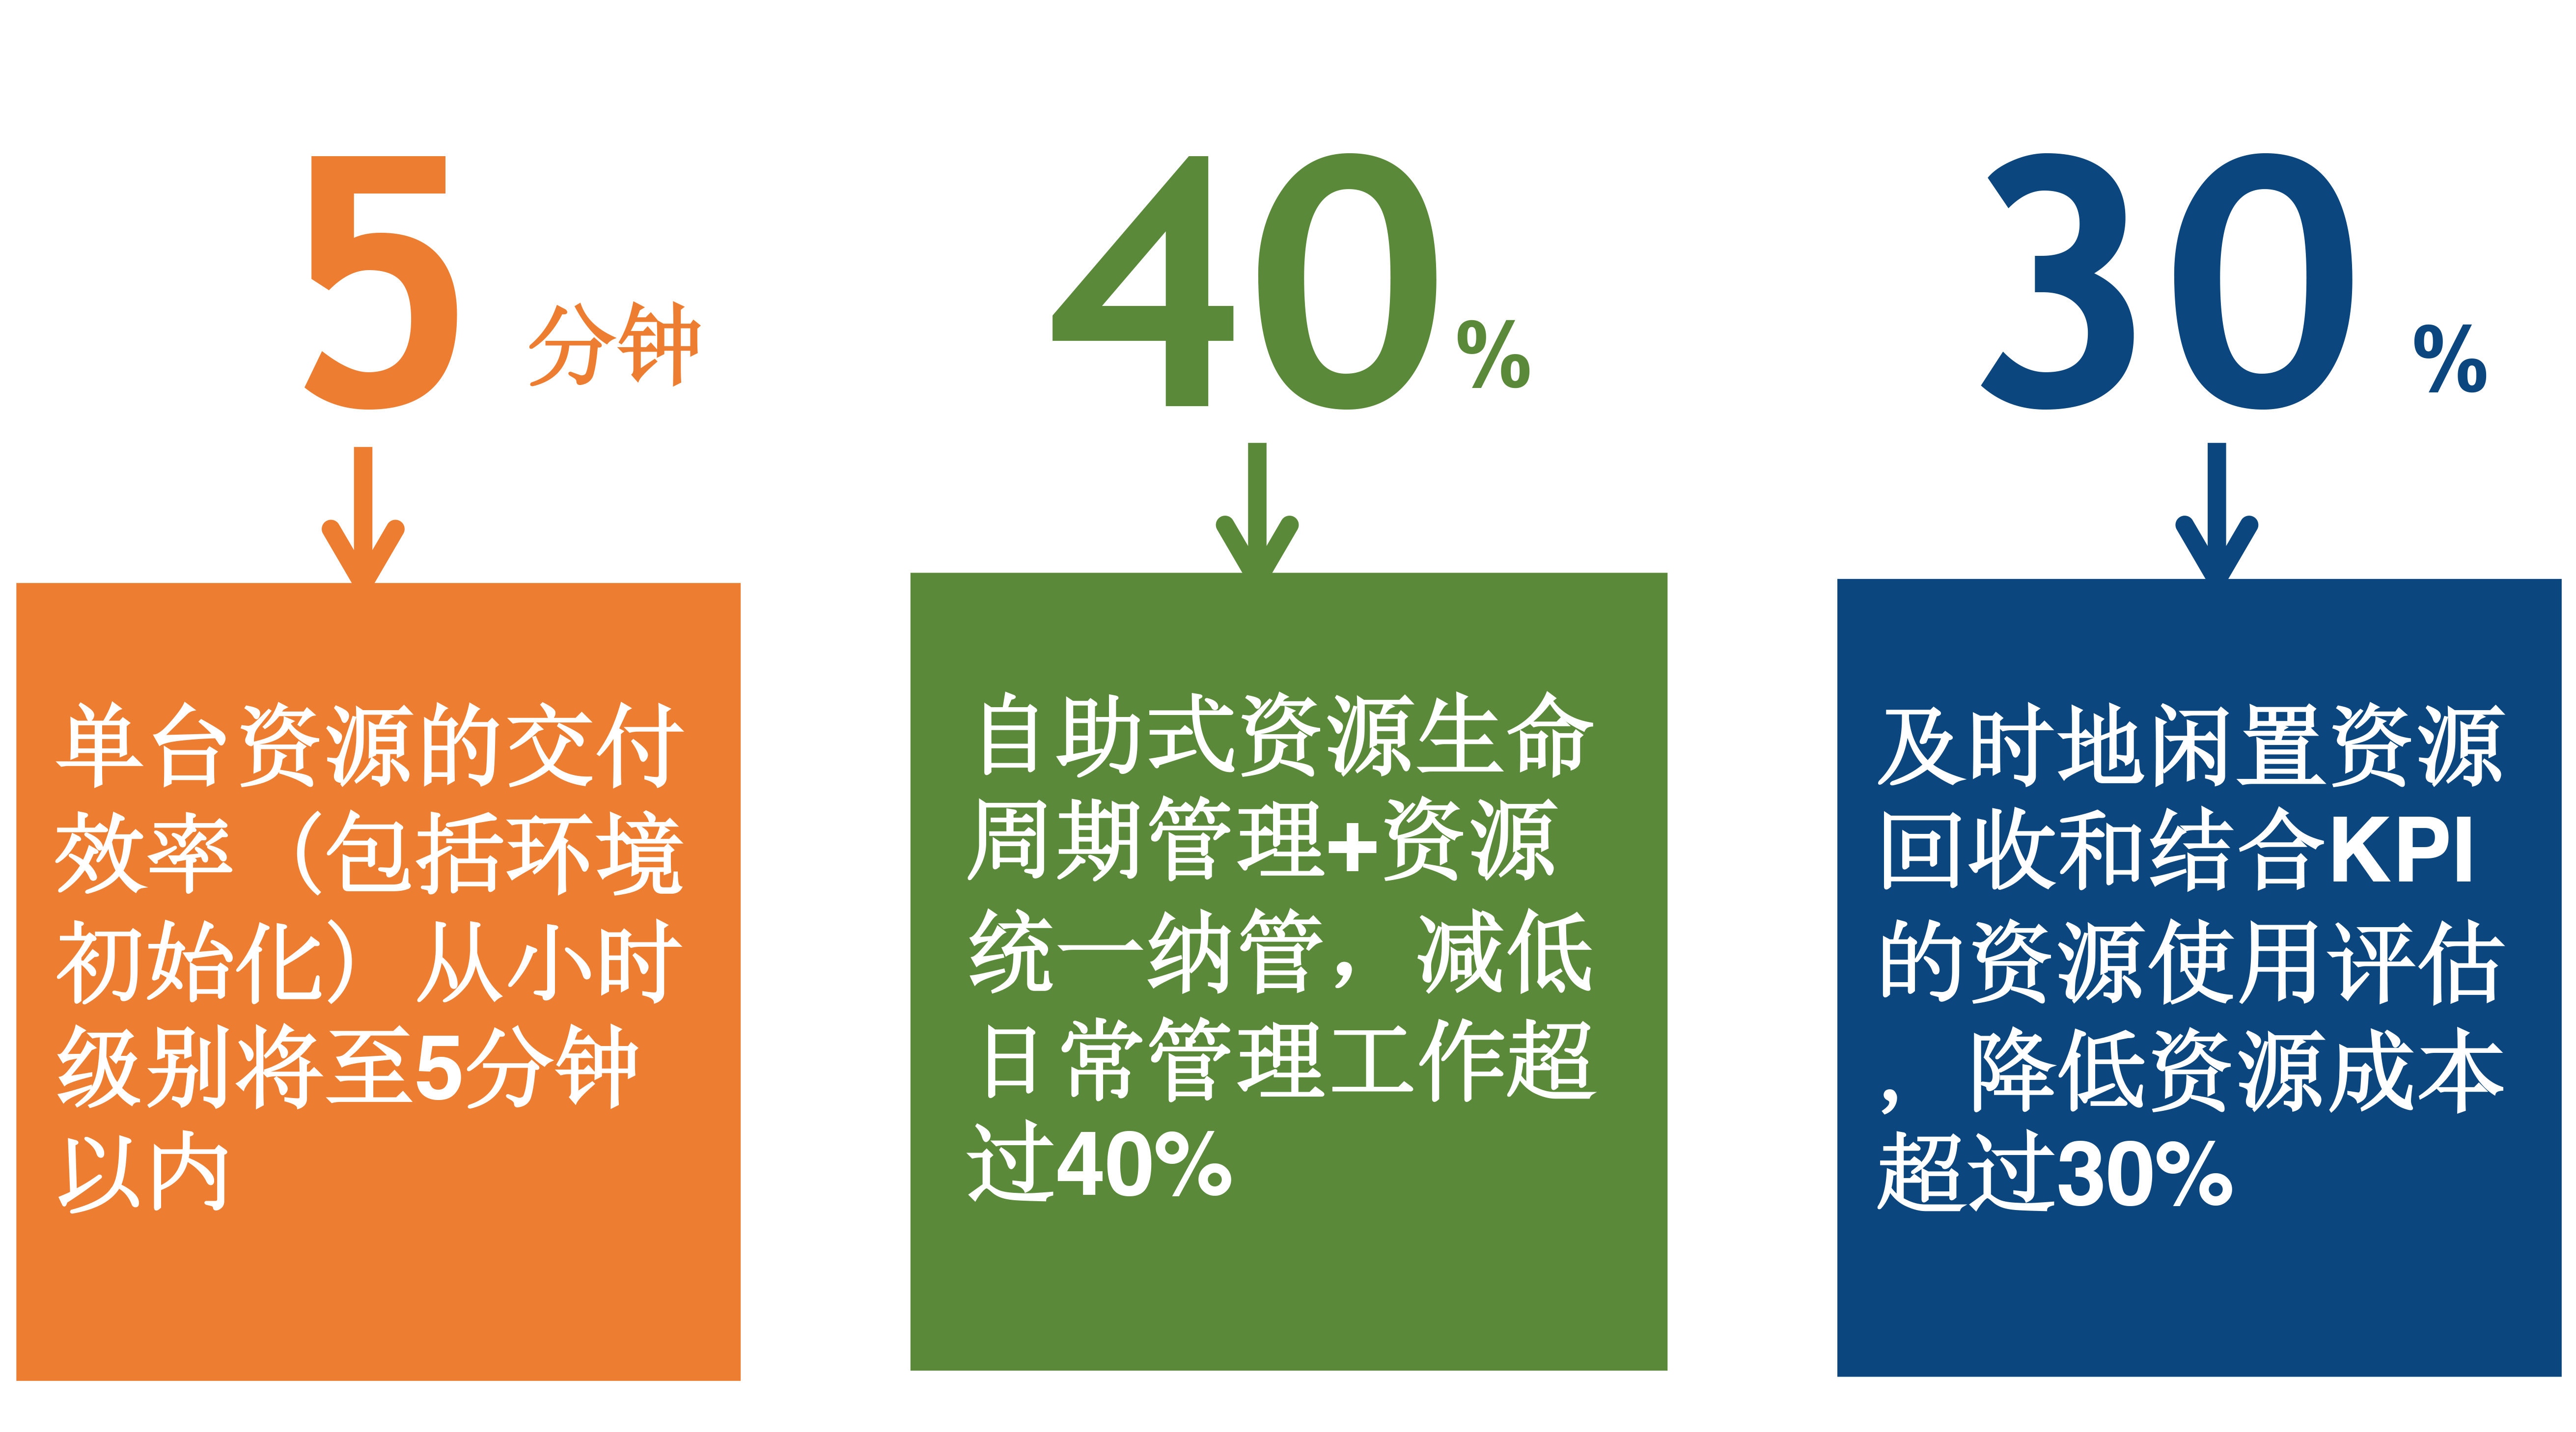 5 分钟
单台资源的交付
效率（包括环境
初始化）从小时
级别将至5分钟
以内
40%
自助式资源生命
周期管理+资源
统一纳管，减低
日常管理工作超
过40%
30 %
及时地闲置资源
回收和结合KPI
的资源使用评估
，降低资源成本
超过30%